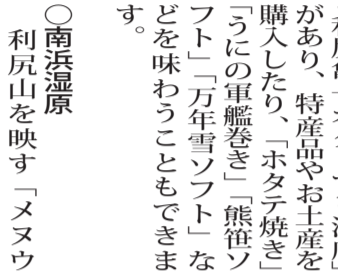 があり、特産品やお土産を
購入したり、「ホタテ焼き」
「うにの軍艦巻き」「熊笹ソ
フト」「万年雪ソフト」な
どを味わうこともできま
す。
〇南浜湿原
利尻山を映す「メヌウ